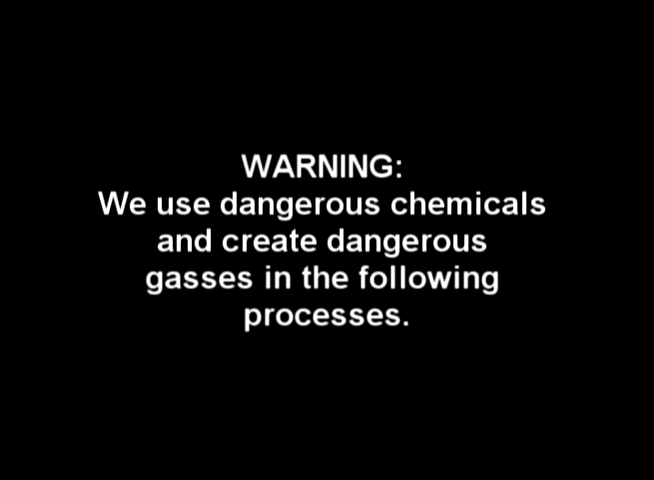 WARNING:
We use dangerous chemicals
and create dangerous
gasses in the following
processes.